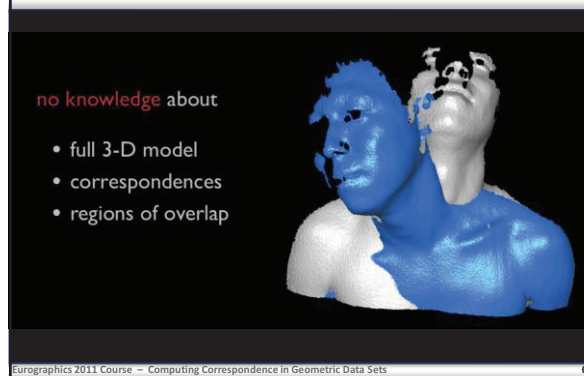 no knowledge about
• full 3-D model
• correspondences
• regions of overlap
Eurographics 2011 Course – Computing Correspondence in Geometric Data Sets